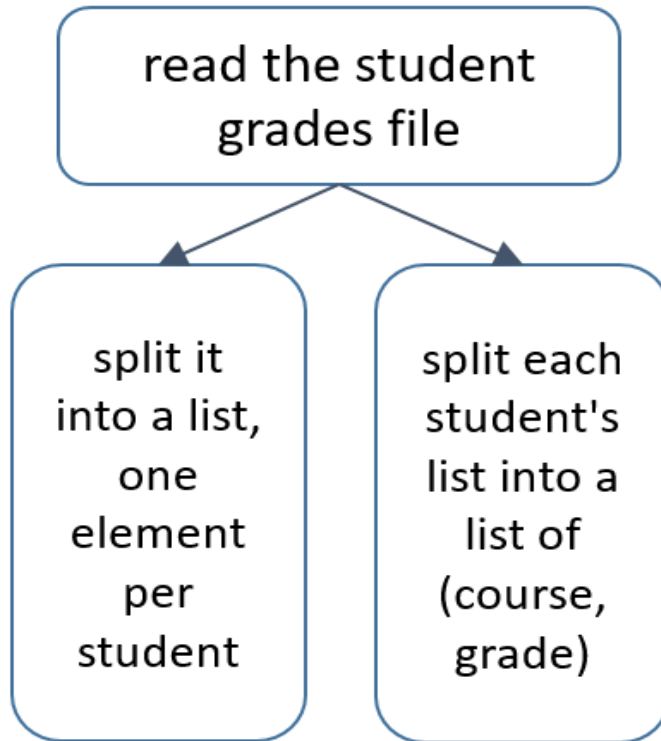 read the student
grades file
split it
into a list,
one
element
per
student
split each
student's
list into a
list of
(course,
grade)